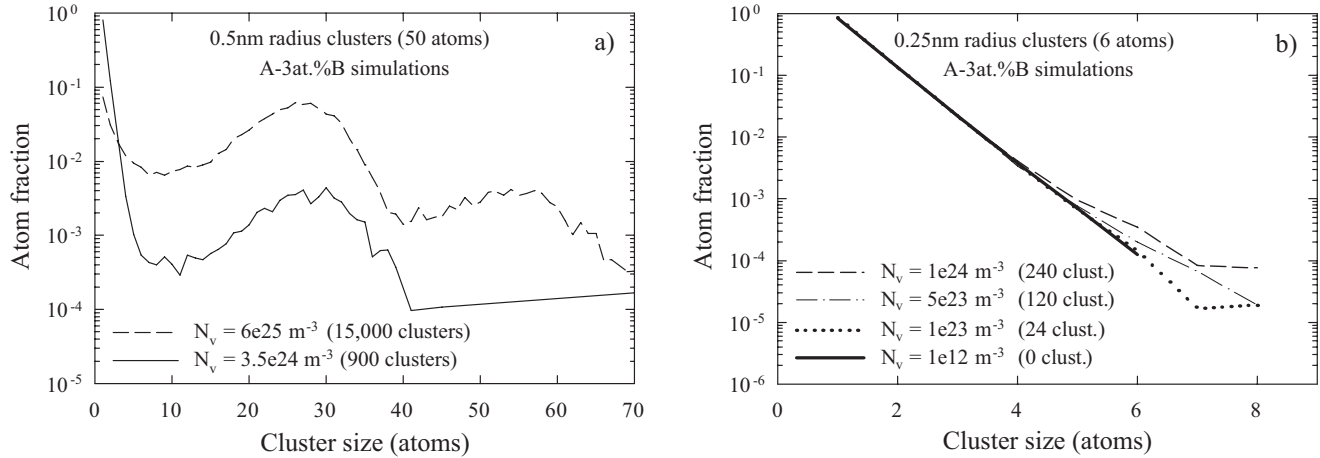 0.5nm radius clusters (50 atoms)
a)
A-3at.%B simulations
10⁰
10⁻¹
10⁻²
10⁻³
10⁻⁴
10⁻⁵
Atom fraction
N_v = 6e25 m⁻³ (15,000 clusters)
N_v = 3.5e24 m⁻³ (900 clusters)
0 10 20 30 40 50 60 70
Cluster size (atoms)
0.25nm radius clusters (6 atoms)
b)
A-3at.%B simulations
10⁰
10⁻¹
10⁻²
10⁻³
10⁻⁴
10⁻⁵
10⁻⁶
Atom fraction
N_v = 1e24 m⁻³ (240 clust.)
N_v = 5e23 m⁻³ (120 clust.)
N_v = 1e23 m⁻³ (24 clust.)
N_v = 1e12 m⁻³ (0 clust.)
0 2 4 6 8
Cluster size (atoms)